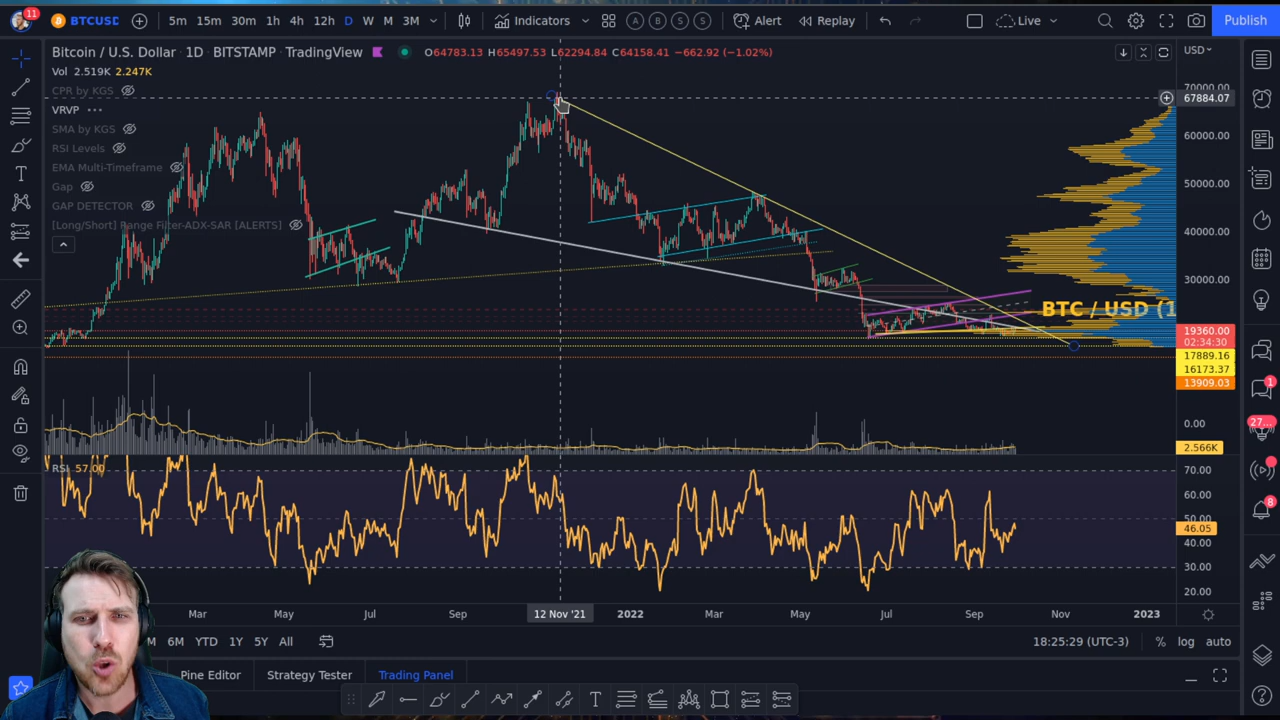 11 BTCUSD 5m 15m 30m 1h 4h 12h D W M 3M Indicators A B S S Alert Replay Live Publish
Bitcoin / U.S. Dollar · 1D · BITSTAMP · TradingView O64783.13 H65497.53 L62294.84 C64158.41 −662.92 (−1.02%) USD
Vol 2.519K 2.247K
CPR by KGS
VRVP
SMA by KGS
RSI Levels
EMA Multi-Timeframe
Gap
GAP DETECTOR
[Long/Short] Range Filter-ADX-SAR [ALERTS]
70000.00
67884.07
60000.00
50000.00
40000.00
30000.00
BTC / USD (1
19360.00
02:34:30
17889.16
16173.37
13909.03
0.00
2.566K
RSI 57.00
70.00
60.00
50.00
46.05
40.00
30.00
20.00
1
27...
8
Mar May Jul Sep 12 Nov '21 2022 Mar May Jul Sep Nov 2023
M 6M YTD 1Y 5Y All 18:25:29 (UTC-3) % log auto
Pine Editor Strategy Tester Trading Panel
T